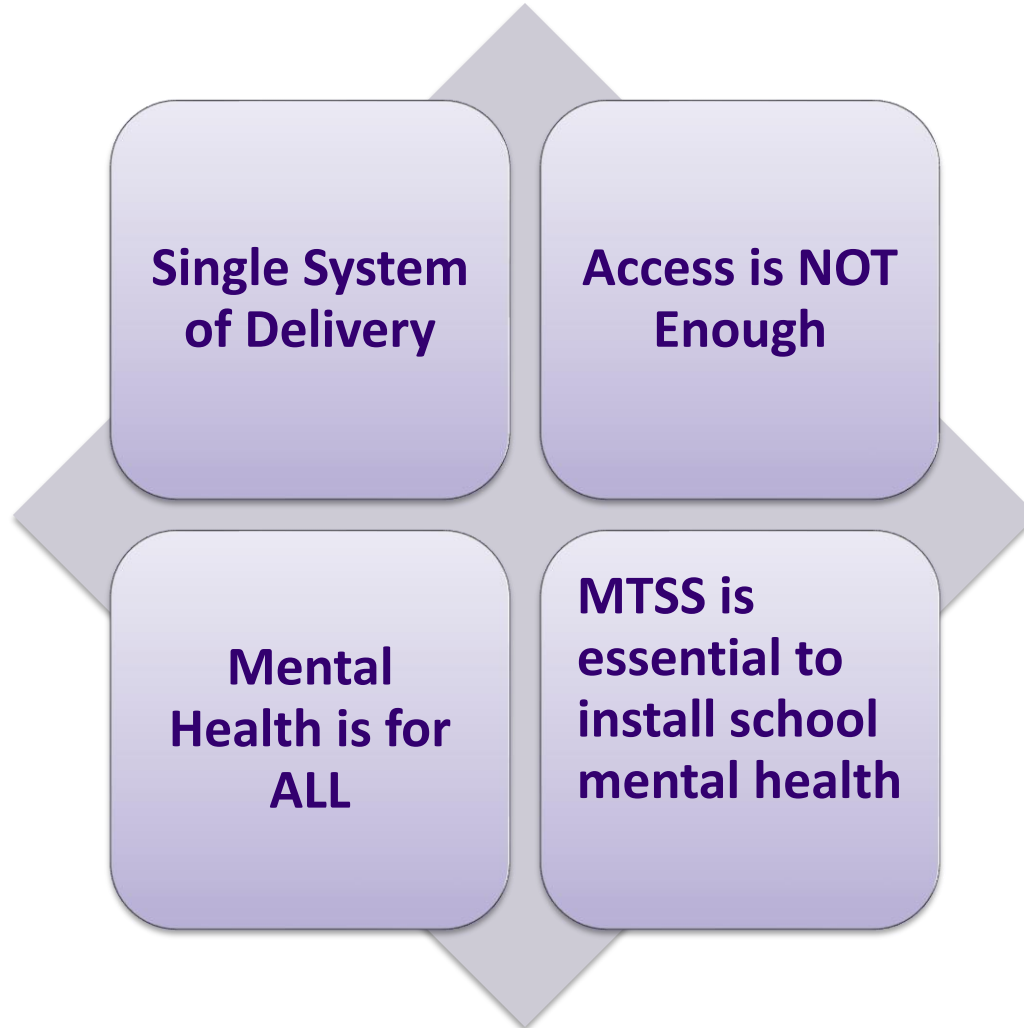 Single System
of Delivery
Access is NOT
Enough
Mental
Health is for
ALL
MTSS is
essential to
install school
mental health